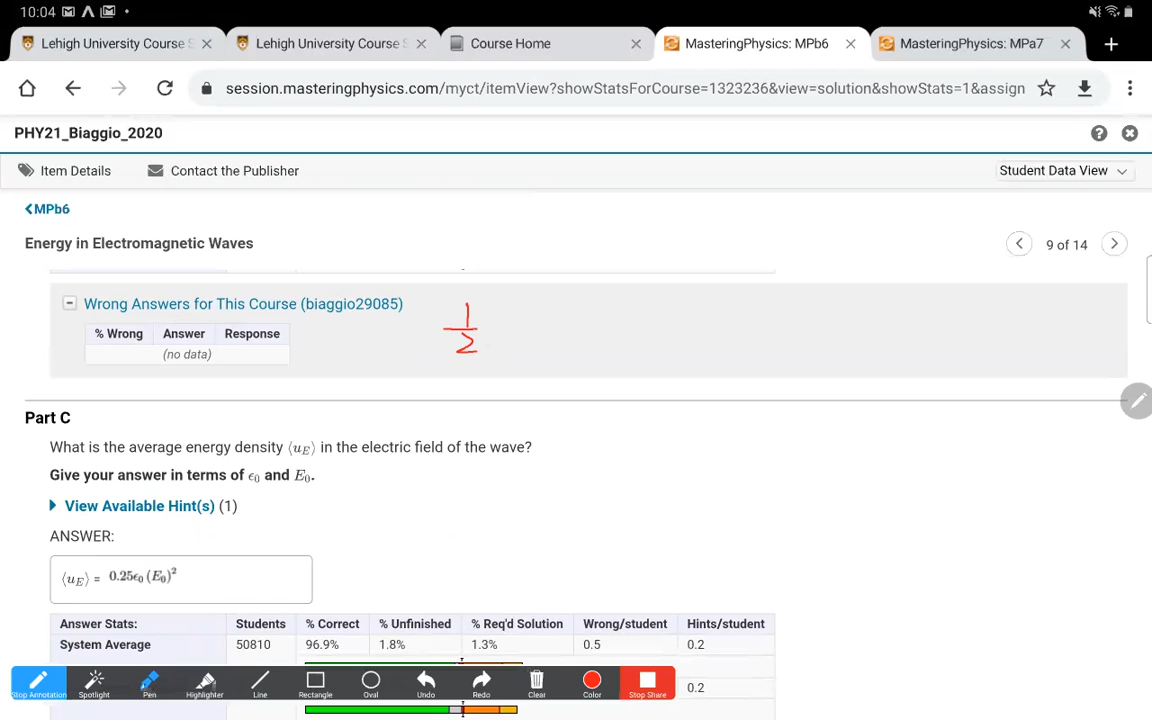 10:04
Lehigh University Course S
Lehigh University Course S
Course Home
MasteringPhysics: MPb6
MasteringPhysics: MPa7
session.masteringphysics.com/myct/itemView?showStatsForCourse=1323236&view=solution&showStats=1&assign
PHY21_Biaggio_2020
Item Details
Contact the Publisher
Student Data View
MPb6
Energy in Electromagnetic Waves
9 of 14
Wrong Answers for This Course (biaggio29085)
% Wrong Answer Response
(no data)
1/2
Part C
What is the average energy density ⟨u_E⟩ in the electric field of the wave?
Give your answer in terms of ϵ₀ and E₀.
View Available Hint(s) (1)
ANSWER:
⟨u_E⟩ = 0.25ϵ₀(E₀)²
Answer Stats: Students % Correct % Unfinished % Req'd Solution Wrong/student Hints/student
System Average 50810 96.9% 1.8% 1.3% 0.5 0.2
0.2
Stop Annotation Spotlight Pen Highlighter Line Rectangle Oval Undo Redo Clear Color Stop Share